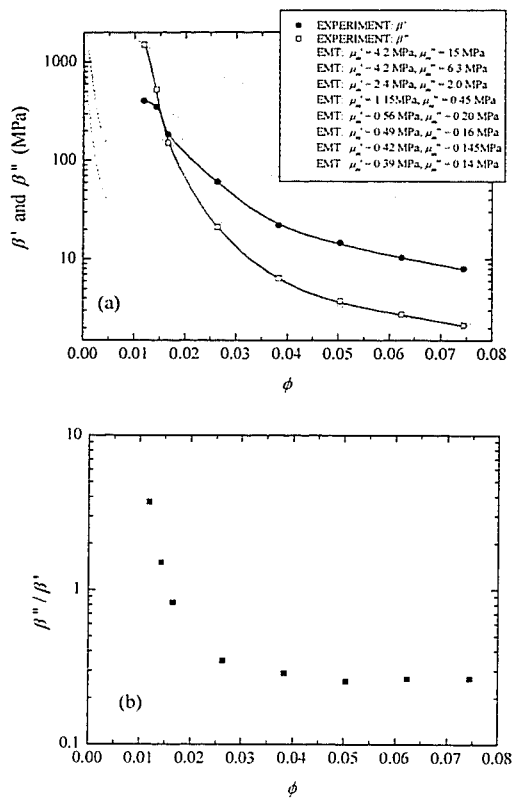 EXPERIMENT: β'
EXPERIMENT: β"
EMT: μm' = 4.2 MPa, μm" = 15 MPa
EMT: μm' = 4.2 MPa, μm" = 6.3 MPa
EMT: μm' = 2.4 MPa, μm" = 2.0 MPa
EMT: μm' = 1.15MPa, μm" = 0.45 MPa
EMT: μm' = 0.56 MPa, μm" = 0.20 MPa
EMT: μm' = 0.49 MPa, μm" = 0.16 MPa
EMT: μm' = 0.42 MPa, μm" = 0.145MPa
EMT: μm' = 0.39 MPa, μm" = 0.14 MPa
β' and β" (MPa)
1000
100
10
(a)
0.00 0.01 0.02 0.03 0.04 0.05 0.06 0.07 0.08
ϕ
β"/β'
10
1
0.1
(b)
0.00 0.01 0.02 0.03 0.04 0.05 0.06 0.07 0.08
ϕ